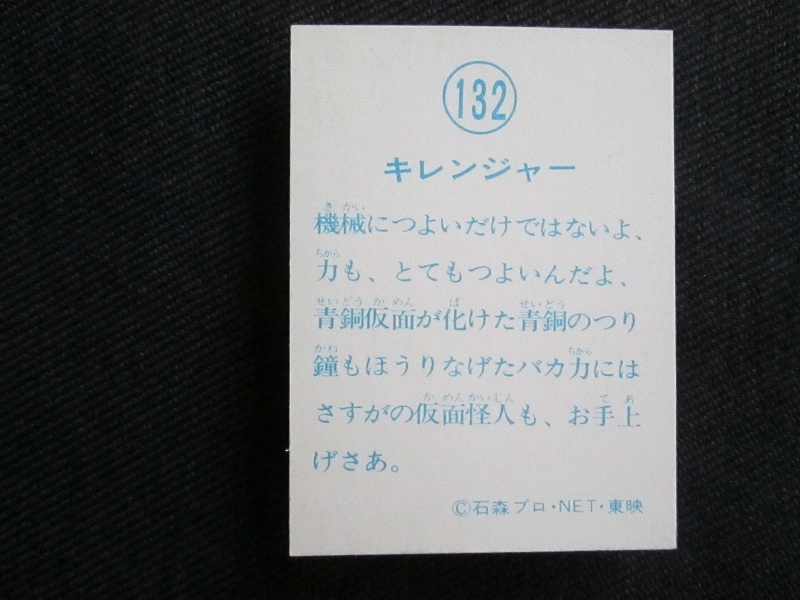 132
キレンジャー
機械につよいだけではないよ、
力も、とてもつよいんだよ、
青銅仮面が化けた青銅のつり
鐘もほうりなげたバカ力には
さすがの仮面怪人も、お手上
げさあ。
©石森プロ・NET・東映